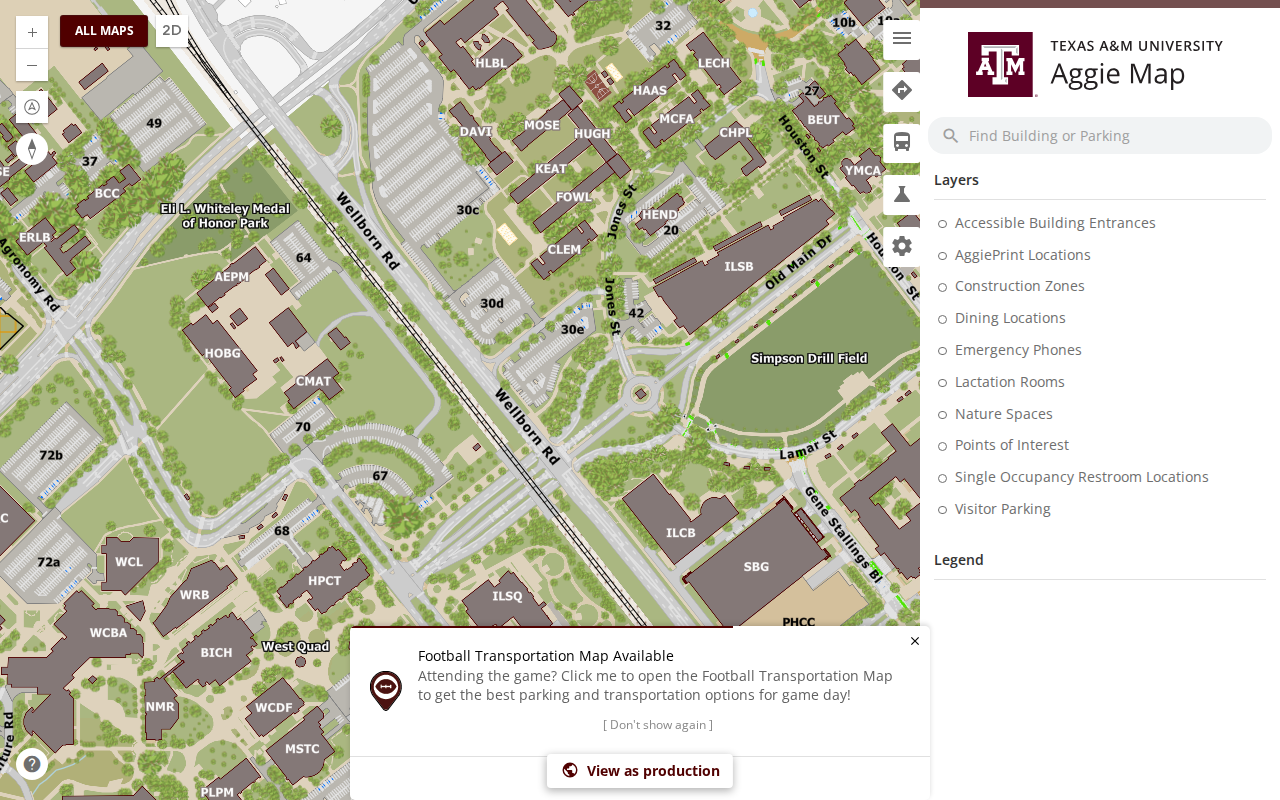 ALL MAPS
2D
32
10b
HLBL
LECH
HAAS
27
49
DAVI
MOSE
HUGH
MCFA
CHPL
BEUT
Houston St
37
KEAT
YMCA
BCC
FOWL
Eli L. Whiteley Medal
of Honor Park
30c
Jones St
HEND
20
Wellborn Rd
ERLB
CLEM
64
ILSB
Old Main Dr
Houston St
Agronomy Rd
AEPM
30d
Jones St
42
30e
HOBG
Simpson Drill Field
CMAT
Wellborn Rd
70
72b
Lamar St
67
Gene Stallings Bl
68
ILCB
72a
WCL
SBG
HPCT
WRB
ILSQ
PHCC
WCBA
BICH
West Quad
NMR
WCDF
MSTC
PLPM
TEXAS A&M UNIVERSITY
Aggie Map
Find Building or Parking
Layers
Accessible Building Entrances
AggiePrint Locations
Construction Zones
Dining Locations
Emergency Phones
Lactation Rooms
Nature Spaces
Points of Interest
Single Occupancy Restroom Locations
Visitor Parking
Legend
Football Transportation Map Available
Attending the game? Click me to open the Football Transportation Map
to get the best parking and transportation options for game day!
[ Don't show again ]
View as production